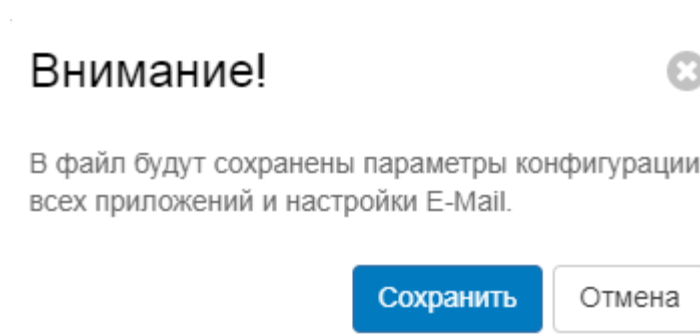 Внимание!
В файл будут сохранены параметры конфигурации
всех приложений и настройки E-Mail.
Сохранить Отмена